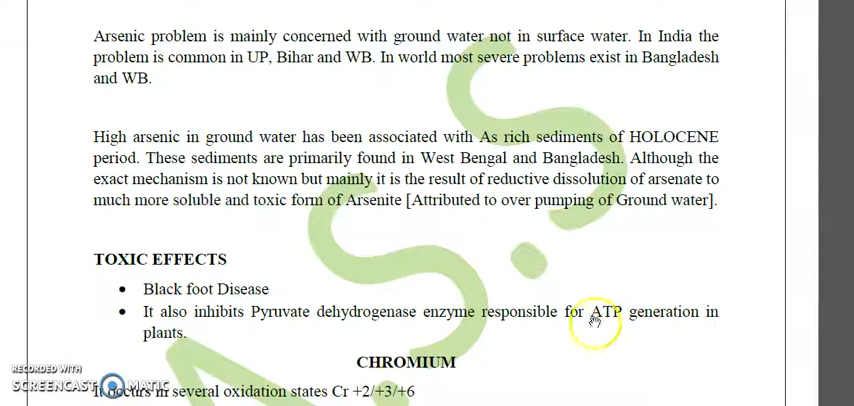 Arsenic problem is mainly concerned with ground water not in surface water. In India the
problem is common in UP, Bihar and WB. In world most severe problems exist in Bangladesh
and WB.
High arsenic in ground water has been associated with As rich sediments of HOLOCENE
period. These sediments are primarily found in West Bengal and Bangladesh. Although the
exact mechanism is not known but mainly it is the result of reductive dissolution of arsenate to
much more soluble and toxic form of Arsenite [Attributed to over pumping of Ground water].
TOXIC EFFECTS
• Black foot Disease
• It also inhibits Pyruvate dehydrogenase enzyme responsible for ATP generation in
plants.
CHROMIUM
It occurs in several oxidation states Cr +2/+3/+6
A.S.S
RECORDED WITH
SCREENCAST MATIC